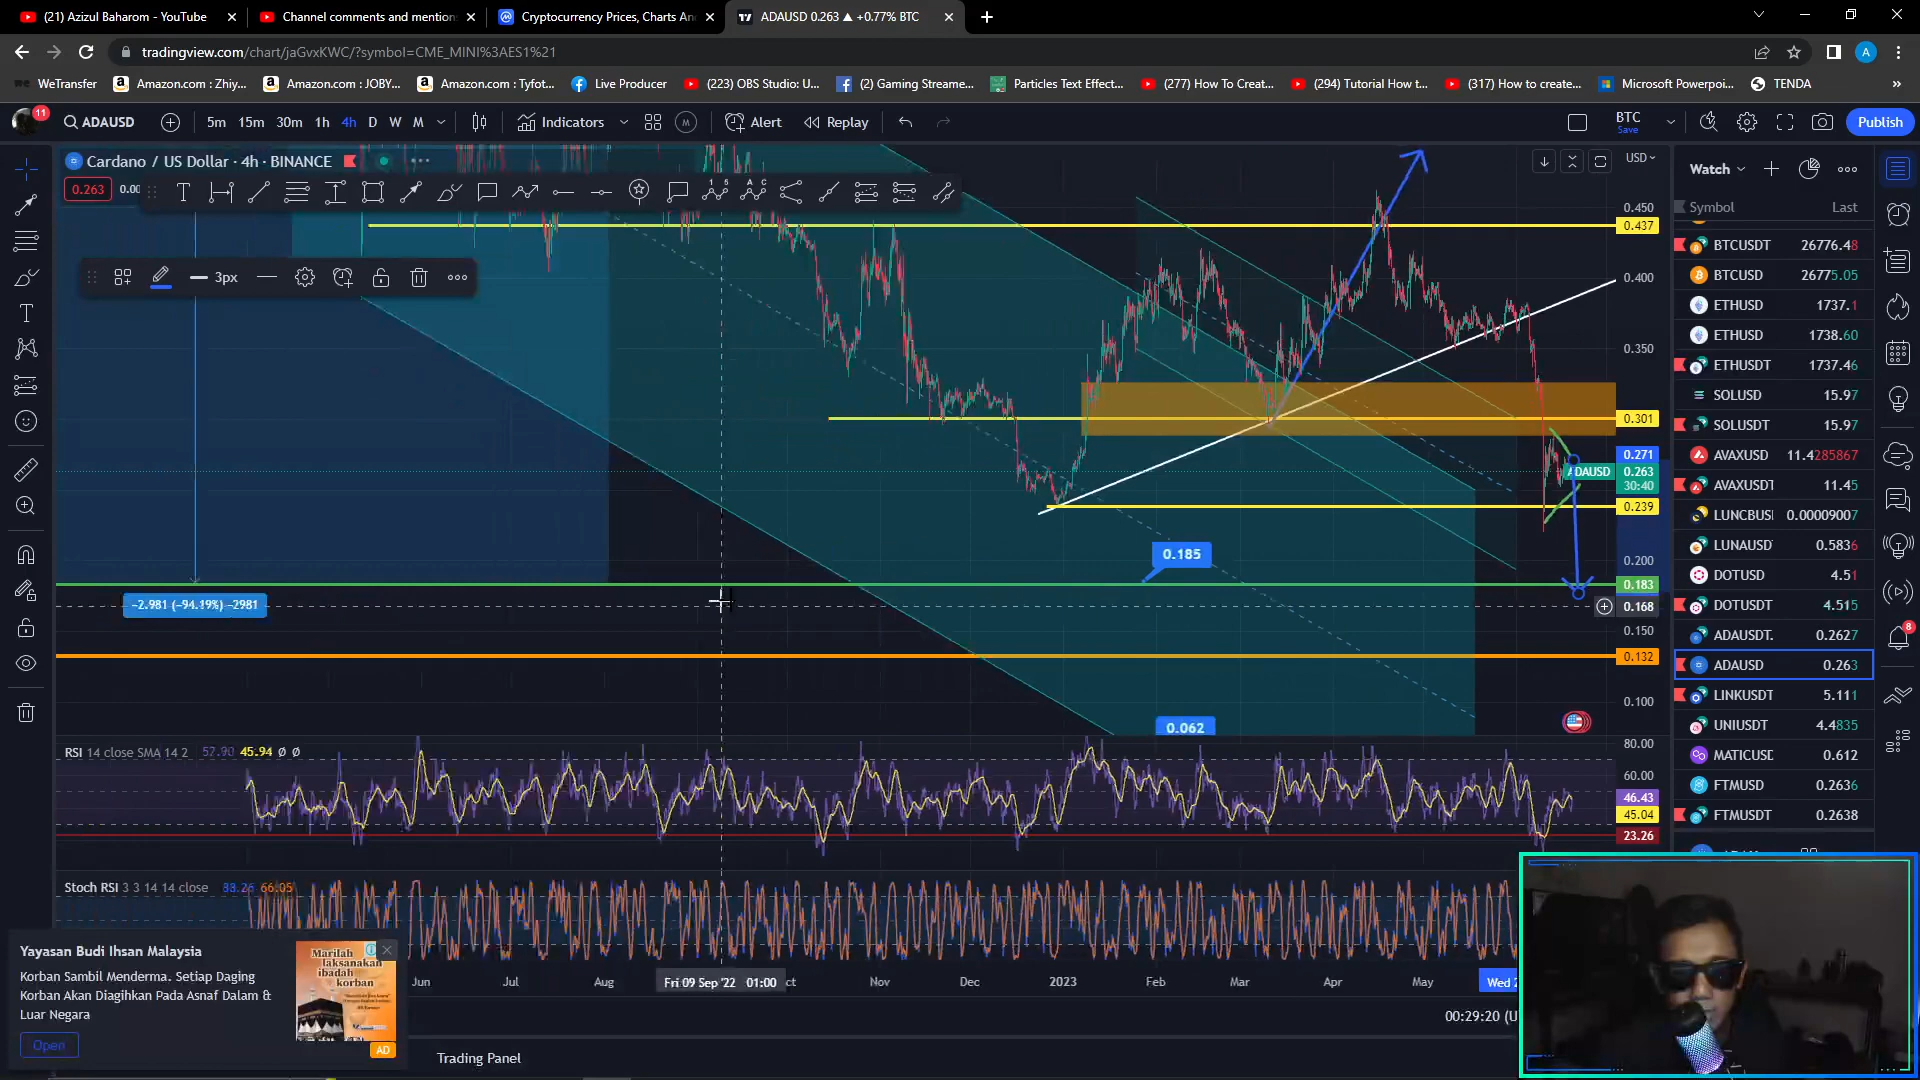 (21) Azizul Baharom - YouTube
Channel comments and mention
Cryptocurrency Prices, Charts An
ADAUSD 0.263 ▲ +0.77% BTC
tradingview.com/chart/jaGvxKWC/?symbol=CME_MINI%3AES1%21
A
WeTransfer
Amazon.com : Zhiy...
Amazon.com: JOBY...
Amazon.com : Tyfot...
Live Producer
(223) OBS Studio: U...
(2) Gaming Streame...
Particles Text Effect...
(277) How To Creat...
(294) Tutorial How t...
(317) How to create...
Microsoft Powerpoi...
TENDA
»
11
ADAUSD
5m 15m 30m 1h 4h D W M
Indicators
Alert
Replay
BTC
Save
Publish
Cardano / US Dollar · 4h · BINANCE
USD
0.263
0.00
3px
0.450
0.437
0.400
0.350
0.301
0.271
ADAUSD 0.263
30:40
0.239
0.200
0.185
0.183
0.168
0.150
0.132
0.100
0.062
−2.981 (−94.19%) −2981
RSI 14 close SMA 14 2 57.90 45.94 Ø Ø
80.00
60.00
46.43
45.04
23.26
Stoch RSI 3 3 14 14 close 38.26 66.05
Jun
Jul
Aug
Fri 09 Sep '22 01:00
ct
Nov
Dec
2023
Feb
Mar
Apr
May
Wed 2
00:29:20 (U
Trading Panel
Watch
Symbol Last
BTCUSDT 26776.48
BTCUSD 26775.05
ETHUSD 1737.1
ETHUSD 1738.60
ETHUSDT 1737.46
SOLUSD 15.97
SOLUSDT 15.97
AVAXUSD 11.4285867
AVAXUSDT 11.45
LUNCBUSI 0.00009007
LUNAUSD 0.5836
DOTUSD 4.51
DOTUSDT 4.515
ADAUSDT. 0.2627
ADAUSD 0.263
LINKUSDT 5.111
UNIUSDT 4.4835
MATICUSD 0.612
FTMUSD 0.2636
FTMUSDT 0.2638
8
Yayasan Budi Ihsan Malaysia
Korban Sambil Menderma. Setiap Daging
Korban Akan Diagihkan Pada Asnaf Dalam &
Luar Negara
Open
Marilah
laksanakan
ibadah
korban
AD